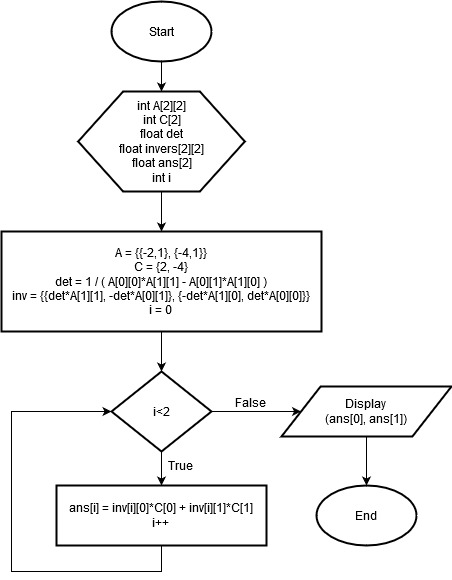 Start
int A[2][2]
int C[2]
float det
float invers[2][2]
float ans[2]
int i
A = {{-2,1}, {-4,1}}
C = {2, -4}
det = 1 / ( A[0][0]*A[1][1] - A[0][1]*A[1][0] )
inv = {{det*A[1][1], -det*A[0][1]}, {-det*A[1][0], det*A[0][0]}}
i = 0
i<2
False
Display
(ans[0], ans[1])
True
ans[i] = inv[i][0]*C[0] + inv[i][1]*C[1]
i++
End